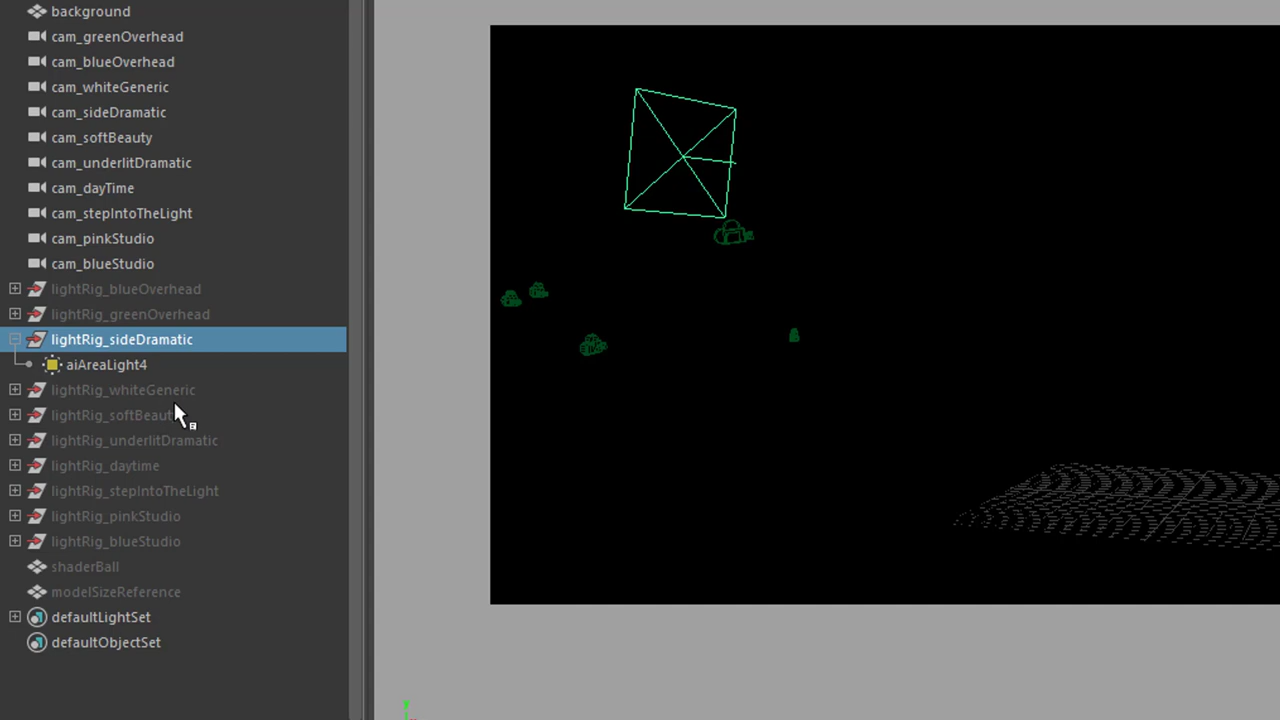 background
cam_greenOverhead
cam_blueOverhead
cam_whiteGeneric
cam_sideDramatic
cam_softBeauty
cam_underlitDramatic
cam_dayTime
cam_stepIntoTheLight
cam_pinkStudio
cam_blueStudio
lightRig_blueOverhead
lightRig_greenOverhead
lightRig_sideDramatic
aiAreaLight4
lightRig_whiteGeneric
lightRig_softBeauty
lightRig_underlitDramatic
lightRig_daytime
lightRig_stepIntoTheLight
lightRig_pinkStudio
lightRig_blueStudio
shaderBall
modelSizeReference
defaultLightSet
defaultObjectSet